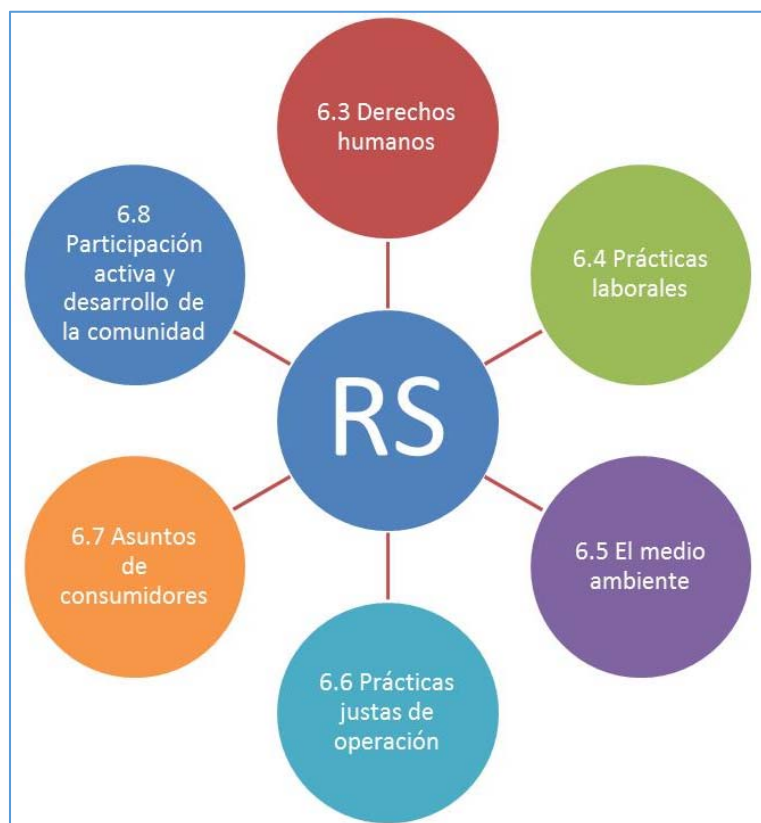 6.3 Derechos
humanos
6.8
Participación
activa y
desarrollo de
la comunidad
6.4 Prácticas
laborales
RS
6.7 Asuntos
de
consumidores
6.5 El medio
ambiente
6.6 Prácticas
justas de
operación